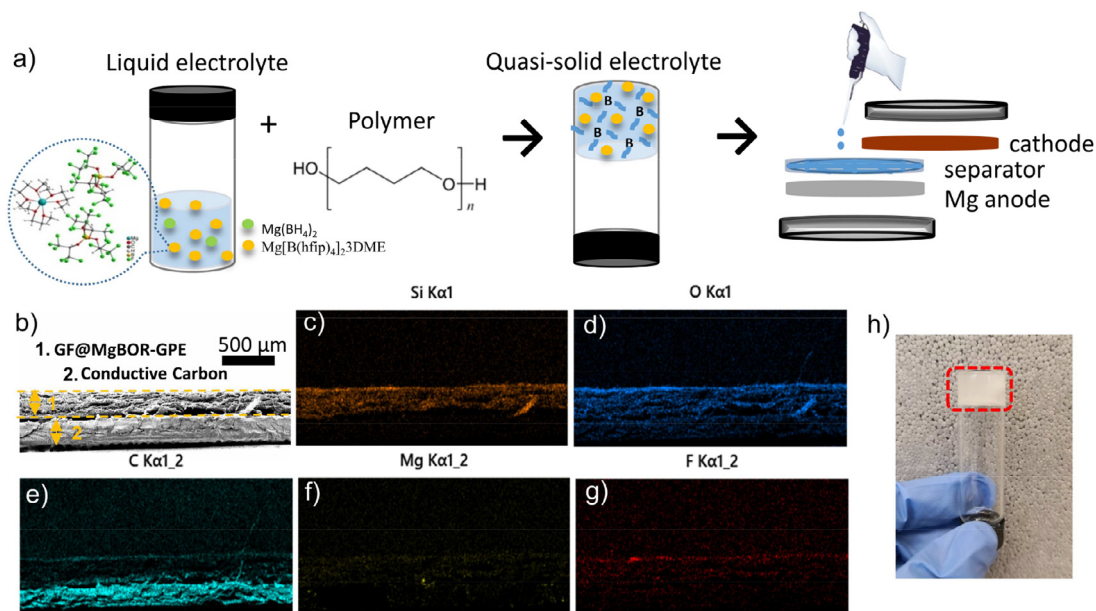 a)
Liquid electrolyte
+
Polymer
HO
O
H
n
Mg(BH₄)₂
Mg[B(hfip)₄]₂3DME
Quasi-solid electrolyte
B
B
B
B
cathode
separator
Mg anode
b)
1. GF@MgBOR-GPE
2. Conductive Carbon
500 µm
1
2
Si Kα1
c)
O Kα1
d)
C Kα1_2
e)
Mg Kα1_2
f)
F Kα1_2
g)
h)